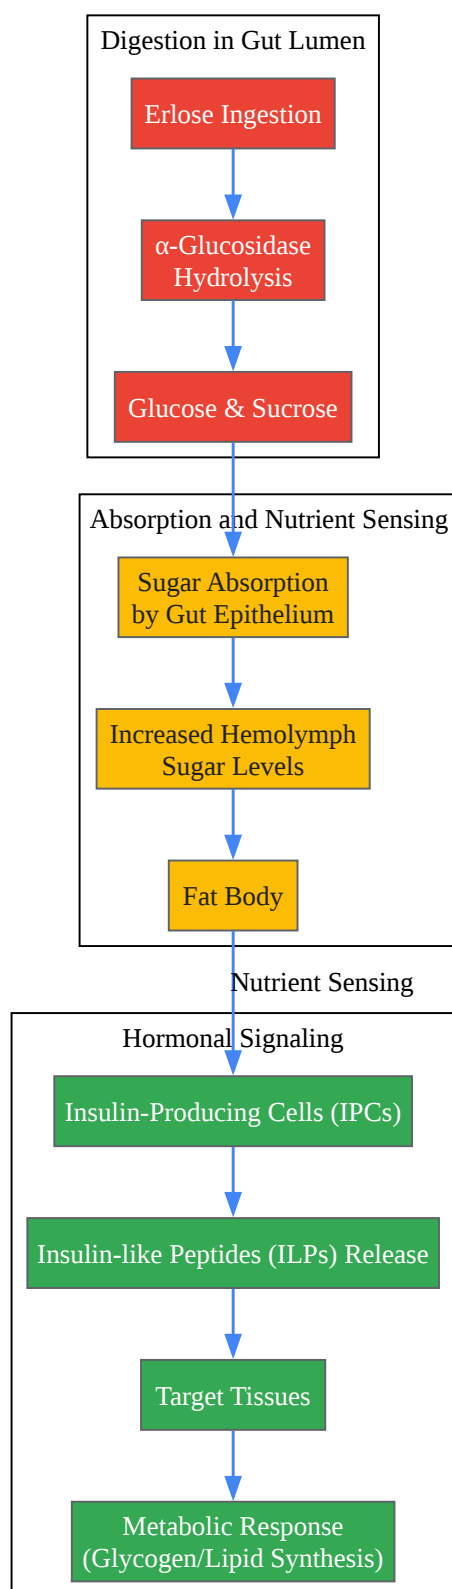 Digestion in Gut Lumen
Erlose Ingestion
α-Glucosidase
Hydrolysis
Glucose & Sucrose
Absorption and Nutrient Sensing
Sugar Absorption
by Gut Epithelium
Increased Hemolymph
Sugar Levels
Fat Body
Nutrient Sensing
Hormonal Signaling
Insulin-Producing Cells (IPCs)
Insulin-like Peptides (ILPs) Release
Target Tissues
Metabolic Response
(Glycogen/Lipid Synthesis)